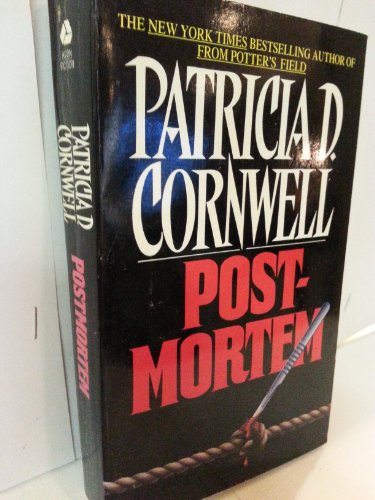 THE NEW YORK TIMES BESTSELLING AUTHOR OF
FROM POTTER'S FIELD
PATRICIA D.
CORNWELL
POST-
MORTEM
PATRICIA D.
CORNWELL
POSTMORTEM